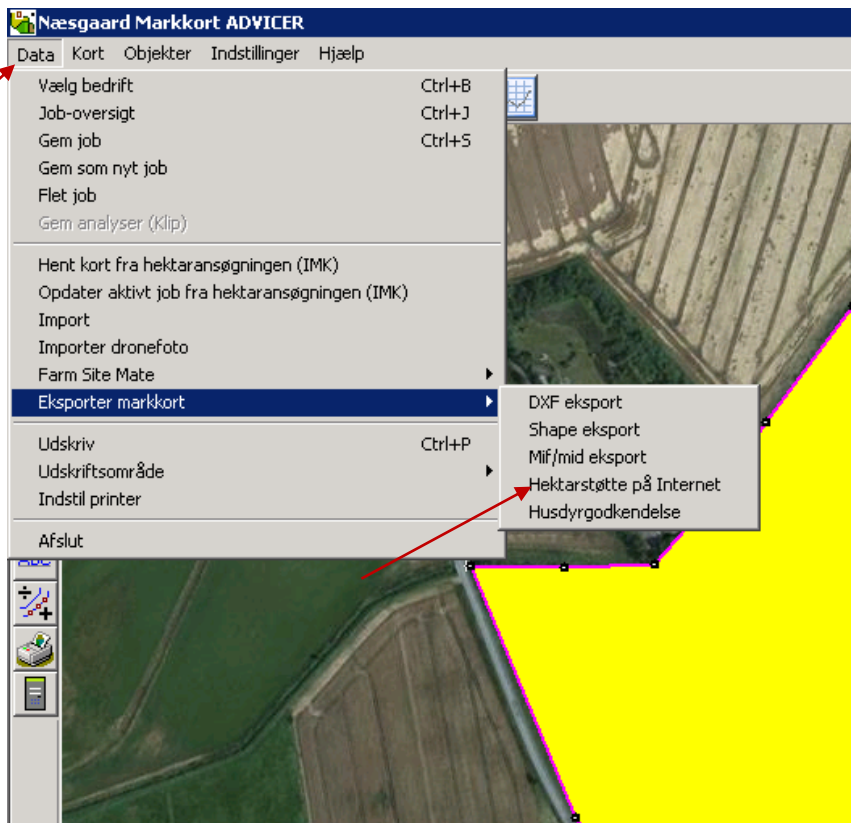 Næsgaard Markkort ADVICER
Data Kort Objekter Indstillinger Hjælp
Vælg bedrift Ctrl+B
Job-oversigt Ctrl+J
Gem job Ctrl+S
Gem som nyt job
Flet job
Gem analyser (Klip)
Hent kort fra hektaransøgningen (IMK)
Opdater aktivt job fra hektaransøgningen (IMK)
Import
Importer dronefoto
Farm Site Mate
Eksporter markkort
DXF eksport
Shape eksport
Mif/mid eksport
Hektarstøtte på Internet
Husdyrgodkendelse
Udskriv Ctrl+P
Udskriftsområde
Indstil printer
Afslut
ABC